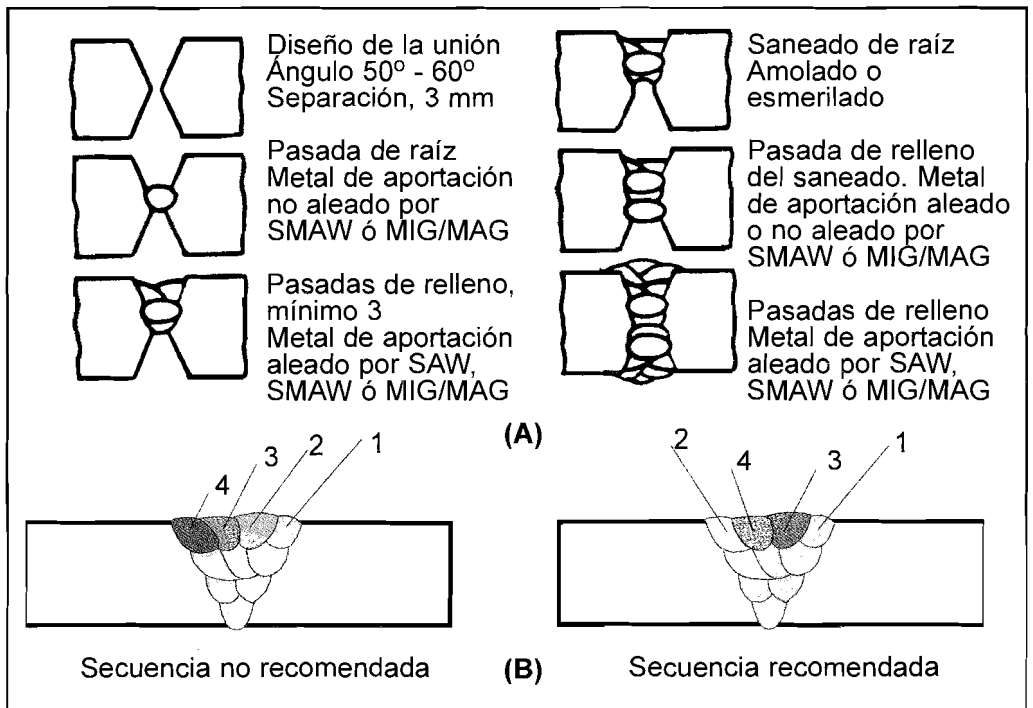 Diseño de la unión
Ángulo 50º - 60º
Separación, 3 mm
Pasada de raíz
Metal de aportación
no aleado por
SMAW ó MIG/MAG
Pasadas de relleno,
mínimo 3
Metal de aportación
aleado por SAW,
SMAW ó MIG/MAG
Saneado de raíz
Amolado o
esmerilado
Pasada de relleno
del saneado. Metal
de aportación aleado
o no aleado por
SMAW ó MIG/MAG
Pasadas de relleno
Metal de aportación
aleado por SAW,
SMAW ó MIG/MAG
(A)
4 3 2 1
2 4 3 1
Secuencia no recomendada
(B)
Secuencia recomendada